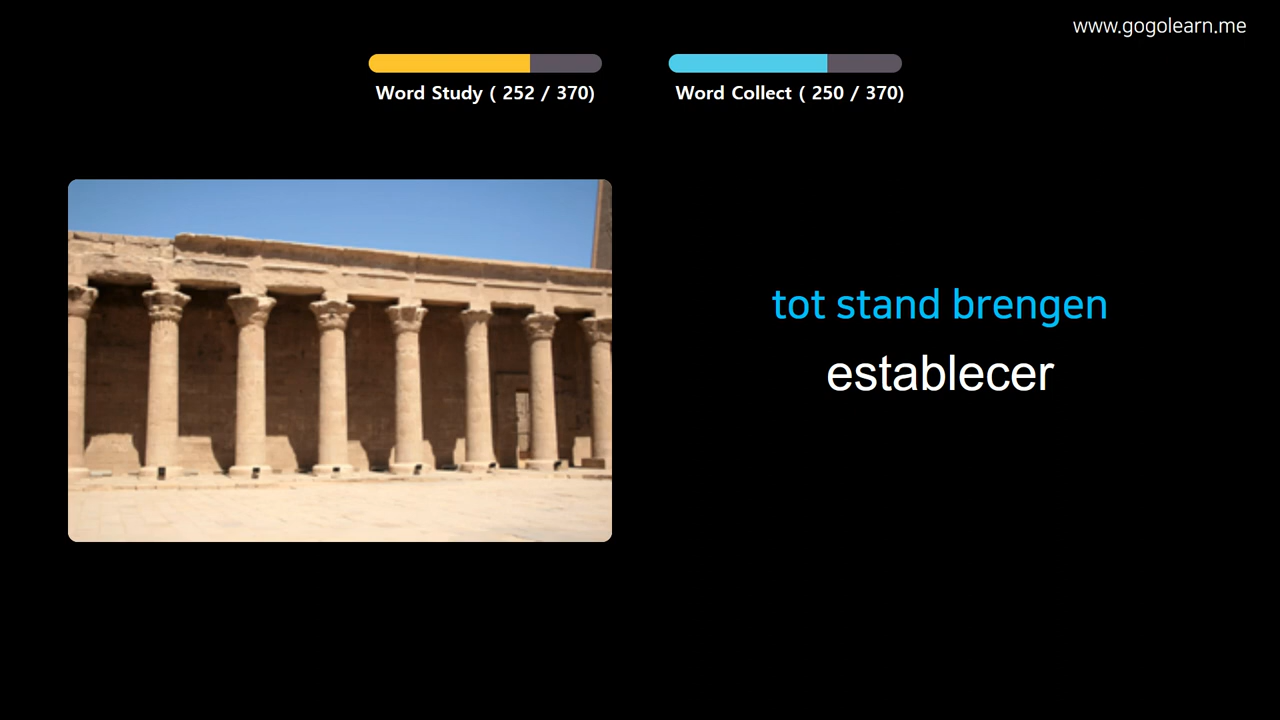 www.gogolearn.me
Word Study ( 252 / 370)
Word Collect ( 250 / 370)
tot stand brengen
establecer